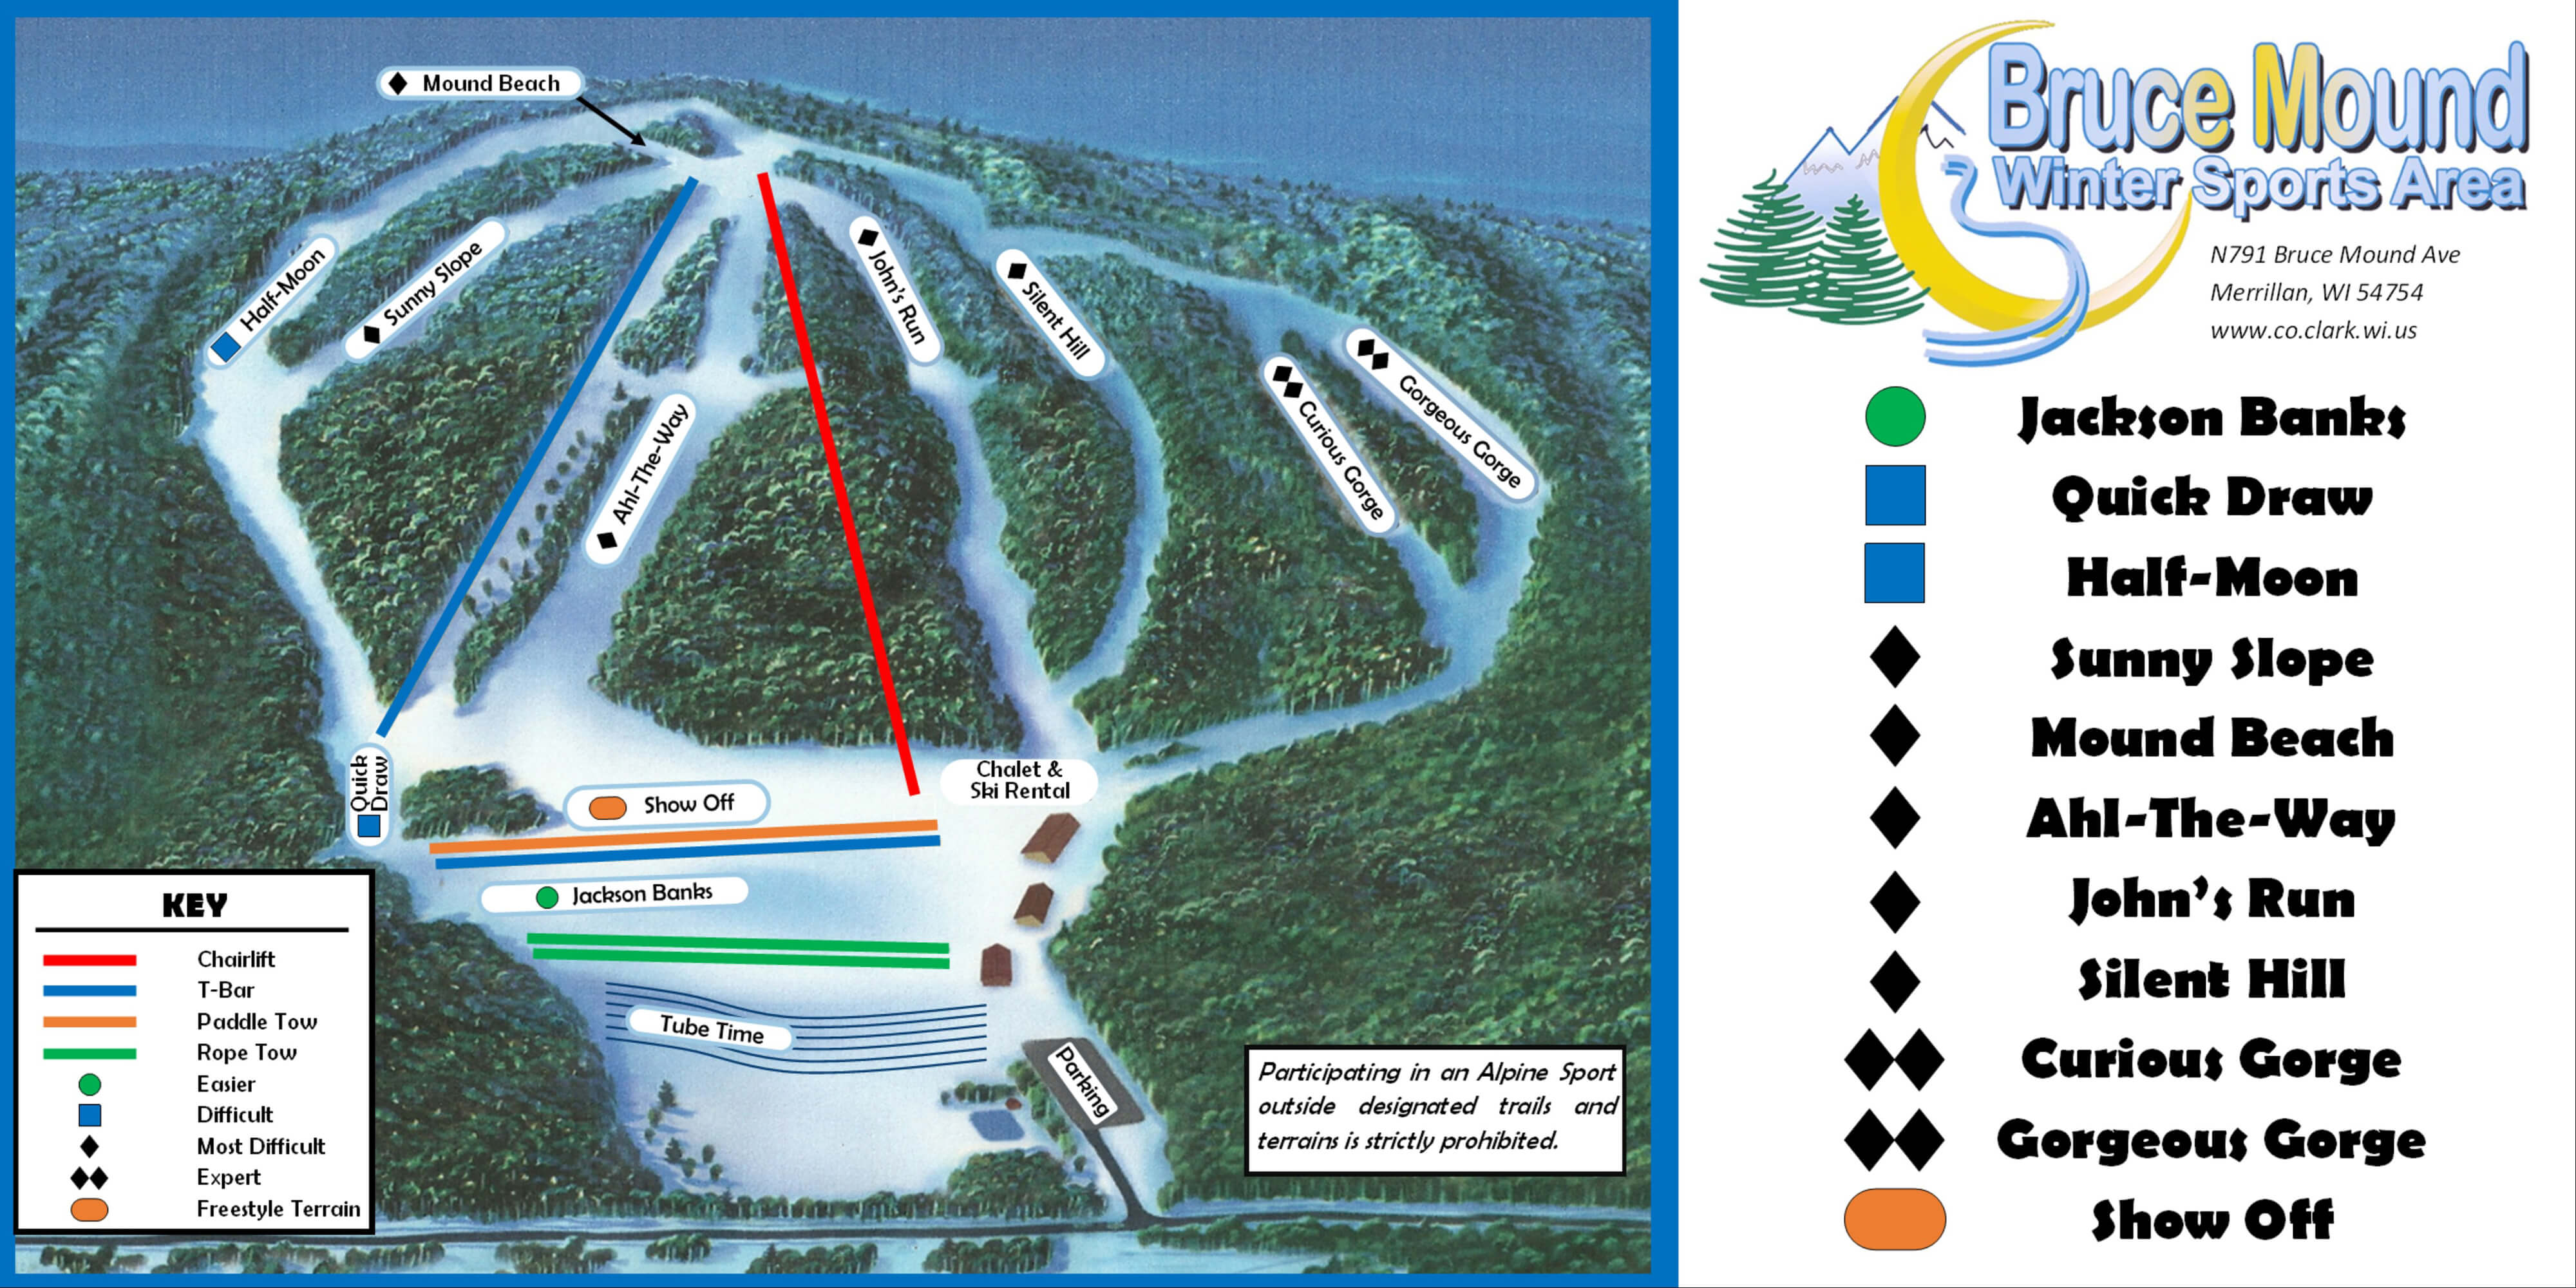 Mound Beach
Half-Moon
Sunny Slope
John's Run
Silent Hill
Gorgeous Gorge
Curious Gorge
Ahl-The-Way
Quick
Draw
Chalet &
Ski Rental
Show Off
Jackson Banks
Tube Time
Parking
KEY
Chairlift
T-Bar
Paddle Tow
Rope Tow
Easier
Difficult
Most Difficult
Expert
Freestyle Terrain
Participating in an Alpine Sport
outside designated trails and
terrains is strictly prohibited.
Bruce Mound
Winter Sports Area
N791 Bruce Mound Ave
Merrillan, WI 54754
www.co.clark.wi.us
Jackson Banks
Quick Draw
Half-Moon
Sunny Slope
Mound Beach
Ahl-The-Way
John's Run
Silent Hill
Curious Gorge
Gorgeous Gorge
Show Off